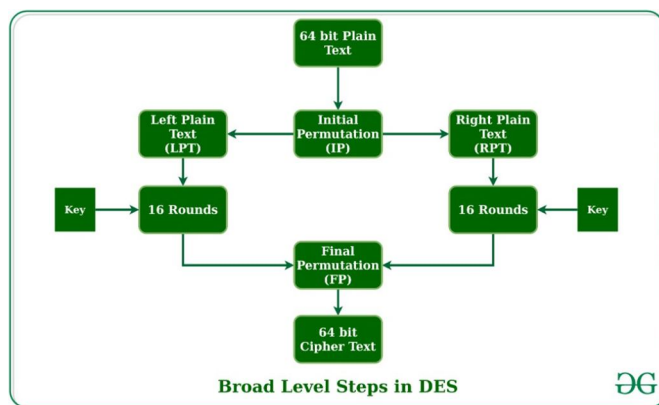 64 bit Plain
Text
Left Plain
Text
(LPT)
Initial
Permutation
(IP)
Right Plain
Text
(RPT)
Key
16 Rounds
16 Rounds
Key
Final
Permutation
(FP)
64 bit
Cipher Text
Broad Level Steps in DES